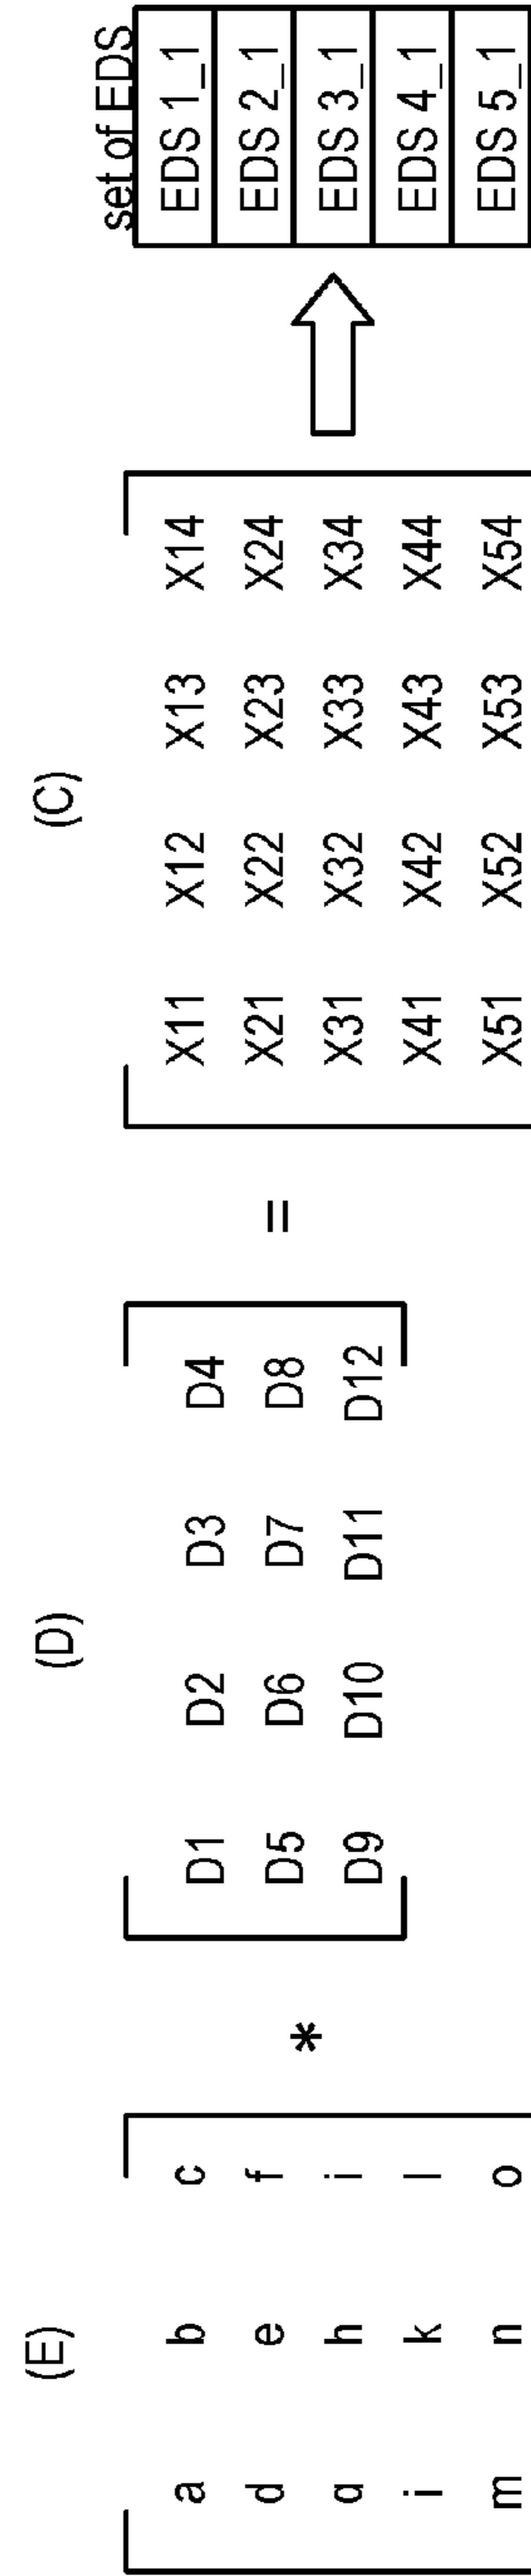 (E) (D) (C) set of EDS
a b c D1 D2 D3 D4 X11 X12 X13 X14 EDS 1_1
d e f * D5 D6 D7 D8 = X21 X22 X23 X24 EDS 2_1
g h i D9 D10 D11 D12 X31 X32 X33 X34 EDS 3_1
j k l X41 X42 X43 X44 EDS 4_1
m n o X51 X52 X53 X54 EDS 5_1